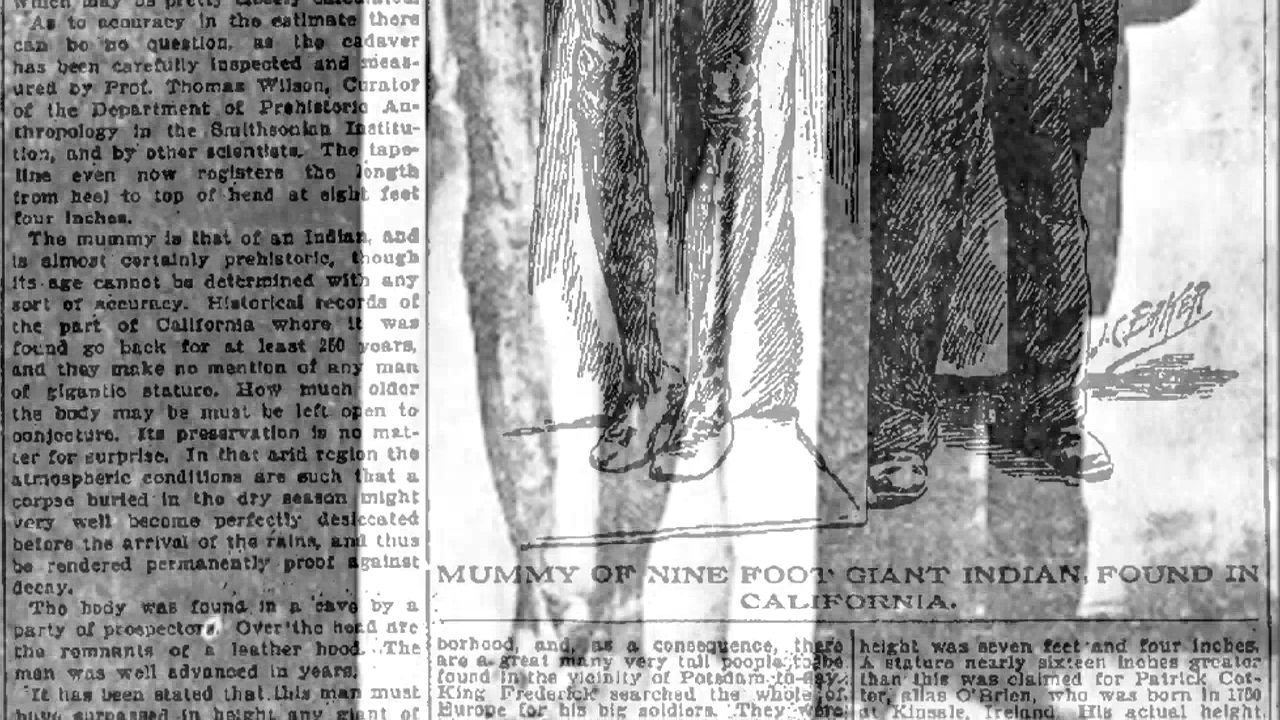 which may be pretty closely calculated.
As to accuracy in the estimate there
can be no question, as the cadaver
has been carefully inspected and meas-
ured by Prof. Thomas Wilson, Curator
of the Department of Prehistoric An-
thropology in the Smithsonian Institu-
tion, and by other scientists. The tape-
line even now registers the length
from heel to top of head at eight feet
four inches.
The mummy is that of an Indian, and
is almost certainly prehistoric, though
its age cannot be determined with any
sort of accuracy. Historical records of
the part of California where it was
found go back for at least 250 years,
and they make no mention of any man
of gigantic stature. How much older
the body may be must be left open to
conjecture. Its preservation is no mat-
ter for surprise. In that arid region the
atmospheric conditions are such that a
corpse buried in the dry season might
very well become perfectly desiccated
before the arrival of the rains, and thus
be rendered permanently proof against
decay.
The body was found in a cave by a
party of prospectors. Over the head are
the remnants of a leather hood. The
man was well advanced in years.
"It has been stated that this man must
have surpassed in height any giant of
MUMMY OF NINE FOOT GIANT INDIAN, FOUND IN
CALIFORNIA.
borhood, and, as a consequence, there
are a great many very tall people to be
found in the vicinity of Potsdam to-day.
King Frederick searched the whole of
Europe for his big soldiers. They were
height was seven feet and four inches.
A stature nearly sixteen inches greater
than this was claimed for Patrick Cot-
ter, alias O'Brien, who was born in 1760
at Kinsale, Ireland. His actual height